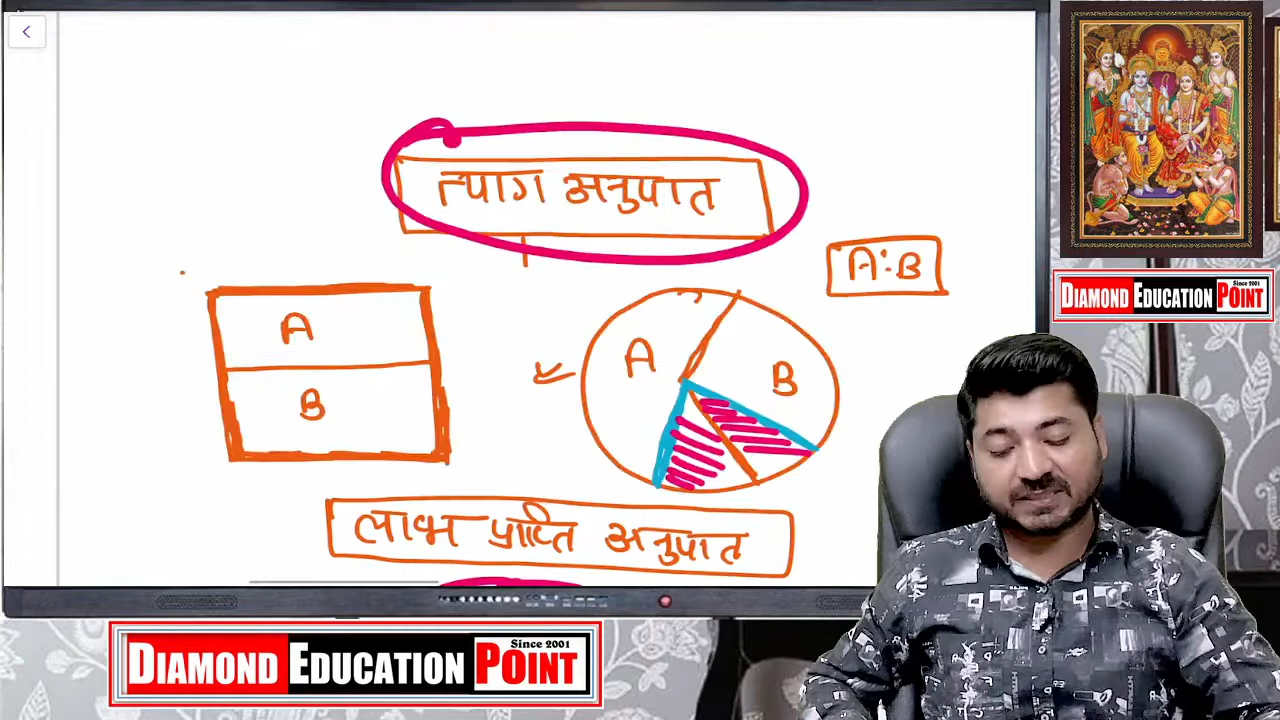 त्याग अनुपात
A:B
A
B
A
B
लाभ प्राप्ति अनुपात
DIAMOND EDUCATION POINT
Since 2001
DIAMOND EDUCATION POINT
Since 2001